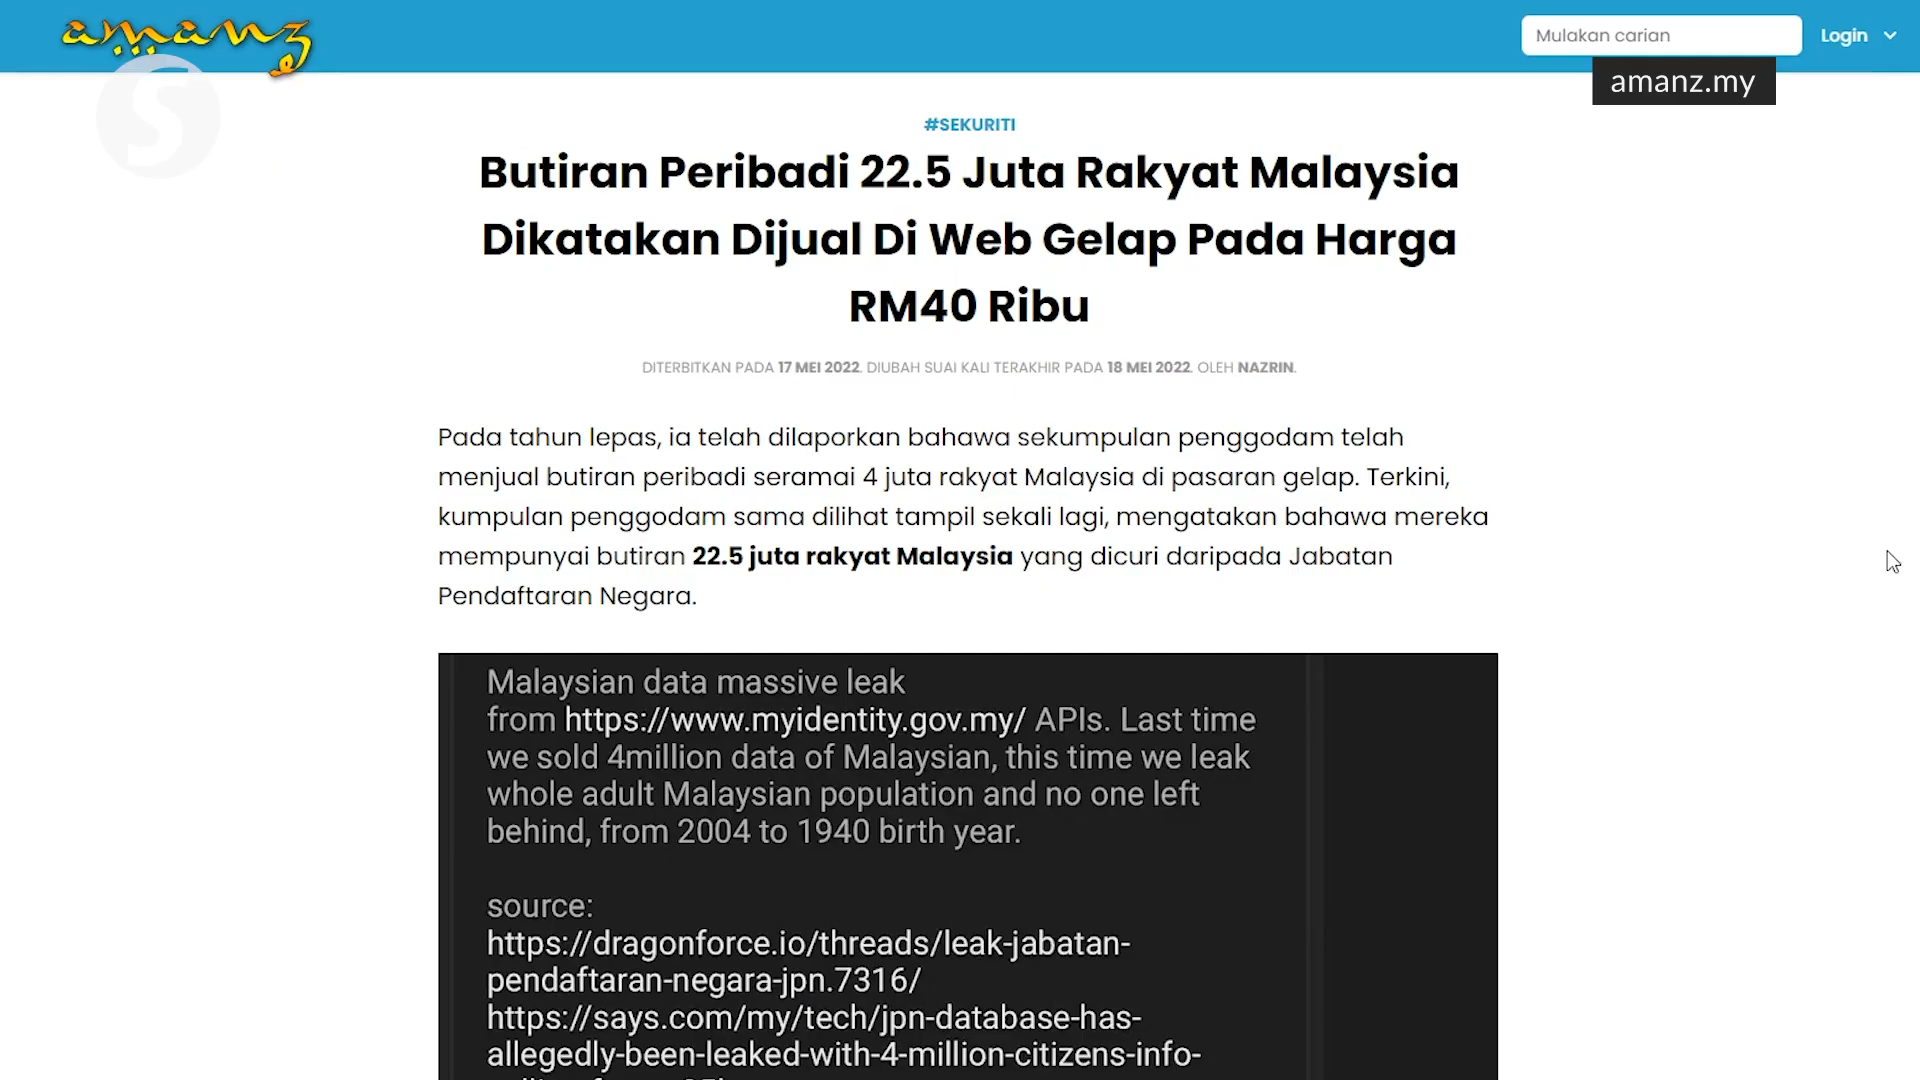 amanz
Mulakan carian
Login
amanz.my
S
#SEKURITI
Butiran Peribadi 22.5 Juta Rakyat Malaysia
Dikatakan Dijual Di Web Gelap Pada Harga
RM40 Ribu
DITERBITKAN PADA 17 MEI 2022. DIUBAH SUAI KALI TERAKHIR PADA 18 MEI 2022. OLEH NAZRIN.
Pada tahun lepas, ia telah dilaporkan bahawa sekumpulan penggodam telah
menjual butiran peribadi seramai 4 juta rakyat Malaysia di pasaran gelap. Terkini,
kumpulan penggodam sama dilihat tampil sekali lagi, mengatakan bahawa mereka
mempunyai butiran 22.5 juta rakyat Malaysia yang dicuri daripada Jabatan
Pendaftaran Negara.
Malaysian data massive leak
from https://www.myidentity.gov.my/ APIs. Last time
we sold 4million data of Malaysian, this time we leak
whole adult Malaysian population and no one left
behind, from 2004 to 1940 birth year.
source:
https://dragonforce.io/threads/leak-jabatan-
pendaftaran-negara-jpn.7316/
https://says.com/my/tech/jpn-database-has-
allegedly-been-leaked-with-4-million-citizens-info-